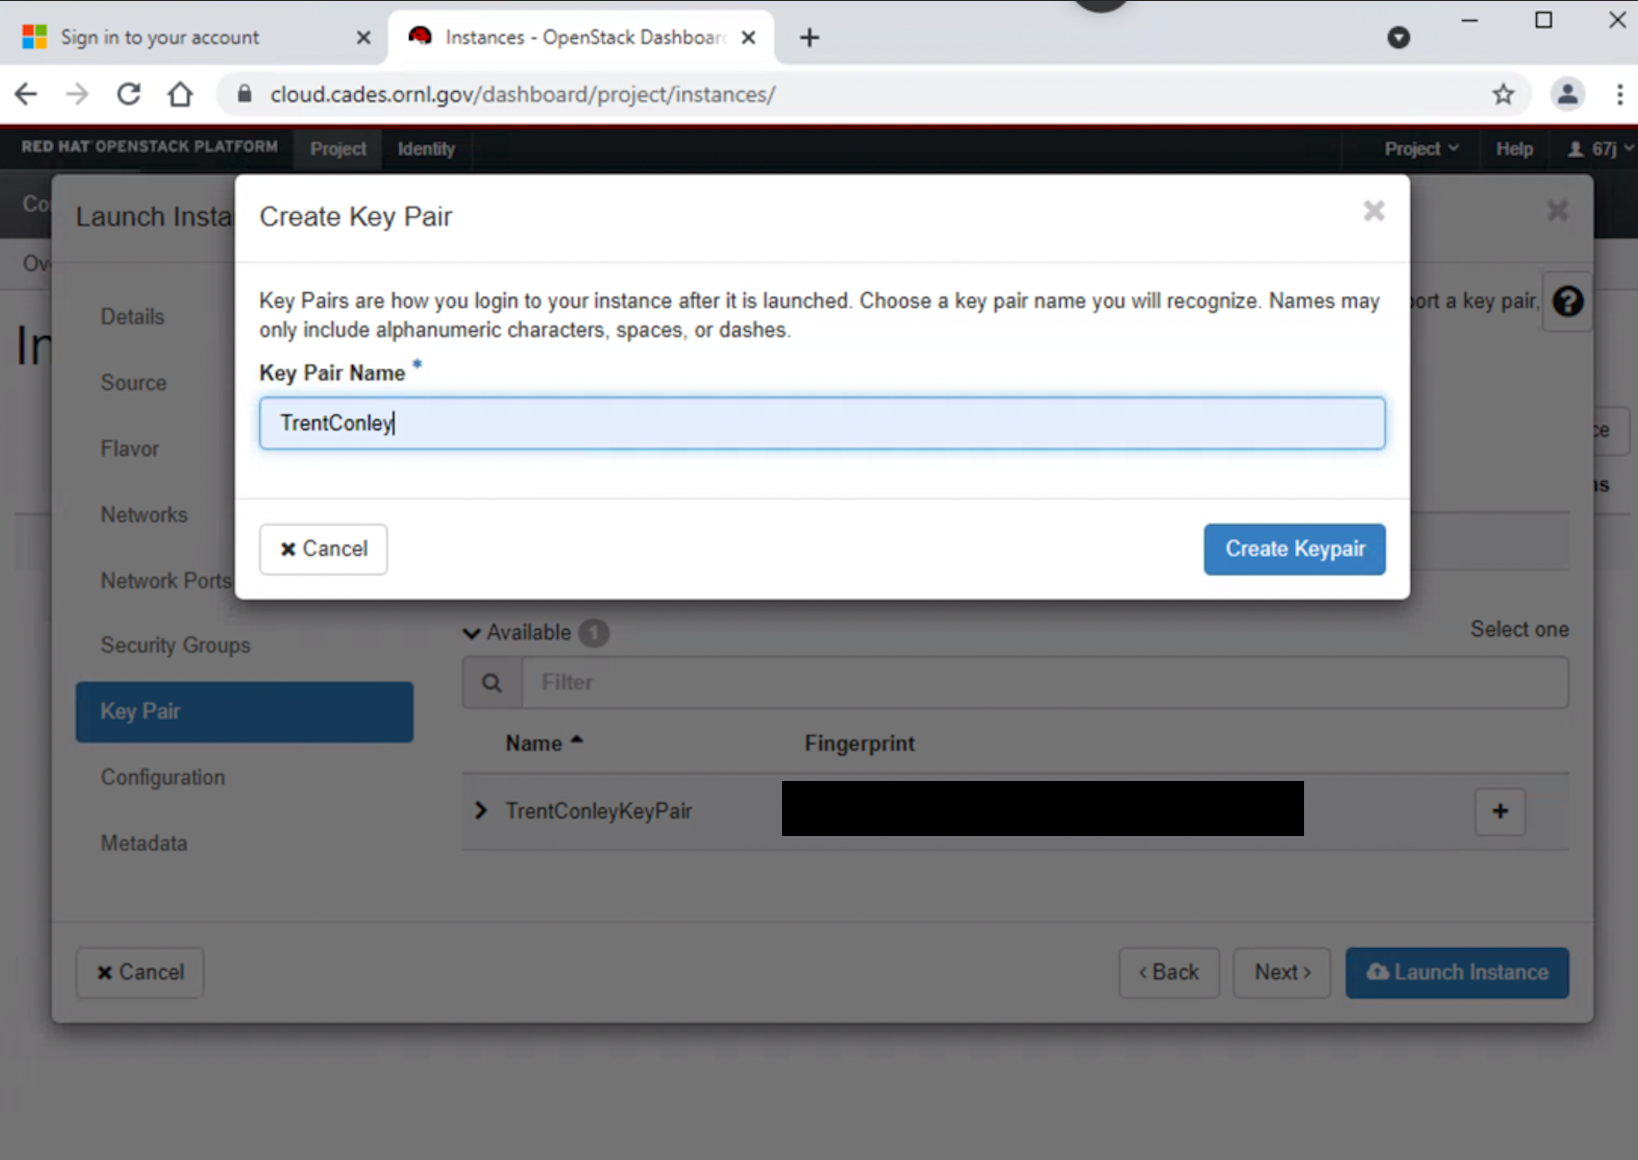 Sign in to your account
Instances - OpenStack Dashboar
cloud.cades.ornl.gov/dashboard/project/instances/
RED HAT OPENSTACK PLATFORM Project Identity Project Help 67j
Co
Launch Insta
Create Key Pair
Ov
Key Pairs are how you login to your instance after it is launched. Choose a key pair name you will recognize. Names may
only include alphanumeric characters, spaces, or dashes.
port a key pair,
In
Details
Source
Flavor
Networks
Network Ports
Security Groups
Key Pair
Configuration
Metadata
Key Pair Name *
TrentConley
ce
ns
Cancel
Create Keypair
Available 1
Select one
Filter
Name Fingerprint
TrentConleyKeyPair
Cancel
< Back
Next >
Launch Instance